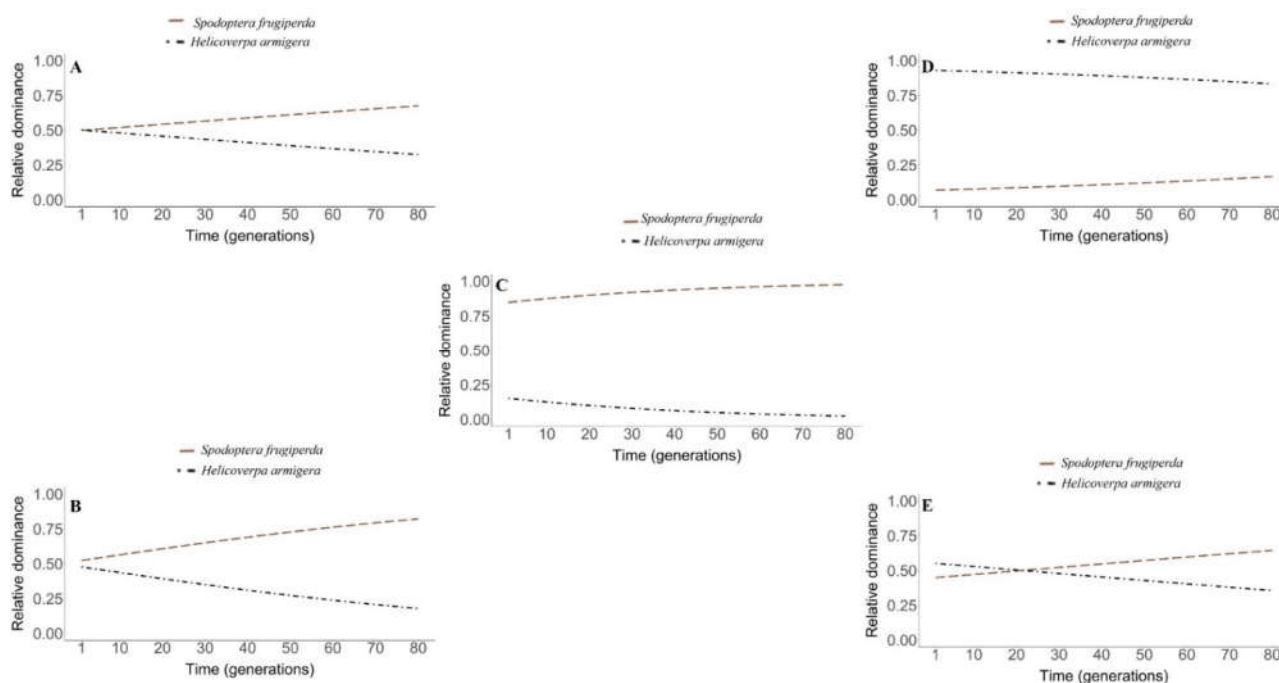 Spodoptera frugiperda
Helicoverpa armigera
A
1.00
0.75
0.50
0.25
0.00
Relative dominance
1 10 20 30 40 50 60 70 80
Time (generations)
Spodoptera frugiperda
Helicoverpa armigera
B
1.00
0.75
0.50
0.25
0.00
Relative dominance
1 10 20 30 40 50 60 70 80
Time (generations)
Spodoptera frugiperda
Helicoverpa armigera
C
1.00
0.75
0.50
0.25
0.00
Relative dominance
1 10 20 30 40 50 60 70 80
Time (generations)
Spodoptera frugiperda
Helicoverpa armigera
D
1.00
0.75
0.50
0.25
0.00
Relative dominance
1 10 20 30 40 50 60 70 80
Time (generations)
Spodoptera frugiperda
Helicoverpa armigera
E
1.00
0.75
0.50
0.25
0.00
Relative dominance
1 10 20 30 40 50 60 70 80
Time (generations)